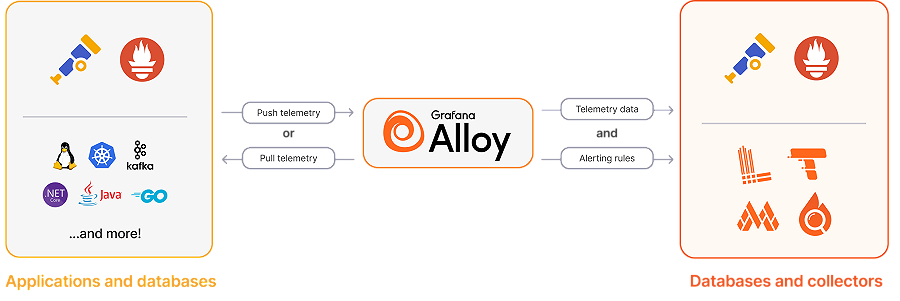 Push telemetry
or
Pull telemetry
Grafana
Alloy
Telemetry data
and
Alerting rules
kafka
.NET
Core
Java
GO
...and more!
Applications and databases
Databases and collectors